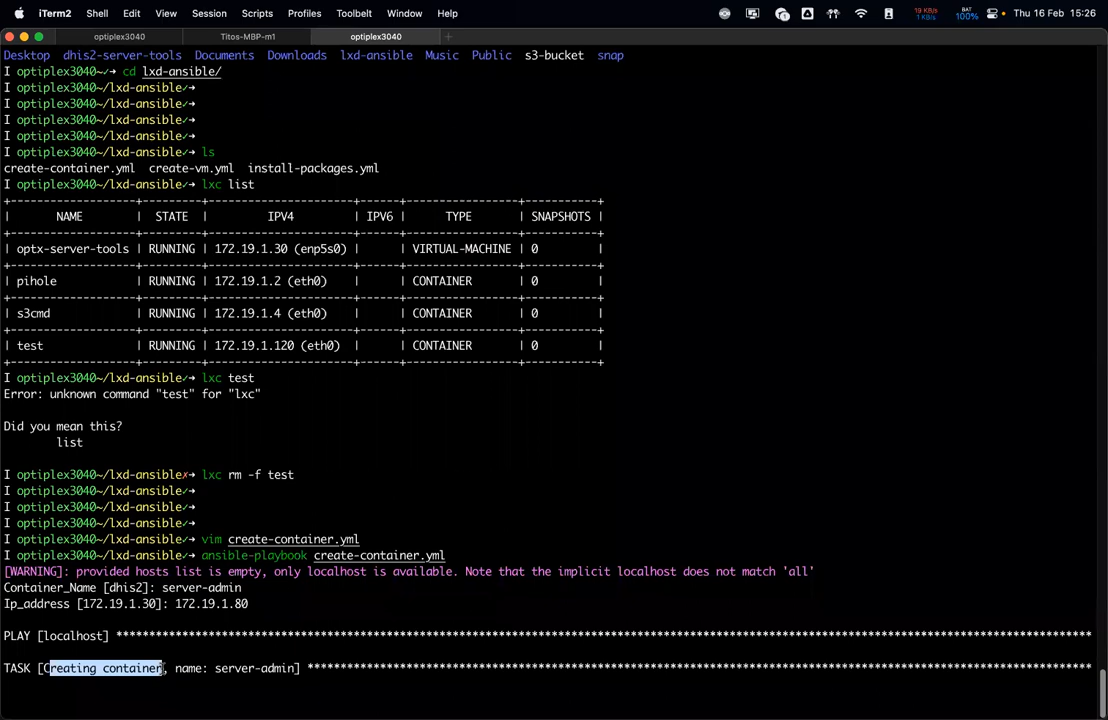 iTerm2 Shell Edit View Session Scripts Profiles Toolbelt Window Help 19 KB/s 1 KB/s BAT 100% Thu 16 Feb 15:26
optiplex3040 Titos-MBP-m1 optiplex3040 +
Desktop dhis2-server-tools Documents Downloads lxd-ansible Music Public s3-bucket snap
I optiplex3040~✓→ cd lxd-ansible/
I optiplex3040~/lxd-ansible✓→
I optiplex3040~/lxd-ansible✓→
I optiplex3040~/lxd-ansible✓→
I optiplex3040~/lxd-ansible✓→
I optiplex3040~/lxd-ansible✓→ ls
create-container.yml create-vm.yml install-packages.yml
I optiplex3040~/lxd-ansible✓→ lxc list
| NAME | STATE | IPV4 | IPV6 | TYPE | SNAPSHOTS |
| optx-server-tools | RUNNING | 172.19.1.30 (enp5s0) | | VIRTUAL-MACHINE | 0 |
| pihole | RUNNING | 172.19.1.2 (eth0) | | CONTAINER | 0 |
| s3cmd | RUNNING | 172.19.1.4 (eth0) | | CONTAINER | 0 |
| test | RUNNING | 172.19.1.120 (eth0) | | CONTAINER | 0 |
I optiplex3040~/lxd-ansible✓→ lxc test
Error: unknown command "test" for "lxc"
Did you mean this?
list
I optiplex3040~/lxd-ansible✗→ lxc rm -f test
I optiplex3040~/lxd-ansible✓→
I optiplex3040~/lxd-ansible✓→
I optiplex3040~/lxd-ansible✓→
I optiplex3040~/lxd-ansible✓→ vim create-container.yml
I optiplex3040~/lxd-ansible✓→ ansible-playbook create-container.yml
[WARNING]: provided hosts list is empty, only localhost is available. Note that the implicit localhost does not match 'all'
Container_Name [dhis2]: server-admin
Ip_address [172.19.1.30]: 172.19.1.80
PLAY [localhost] ****************************************************************************************************************************************************
TASK [Creating container, name: server-admin] ***********************************************************************************************************************